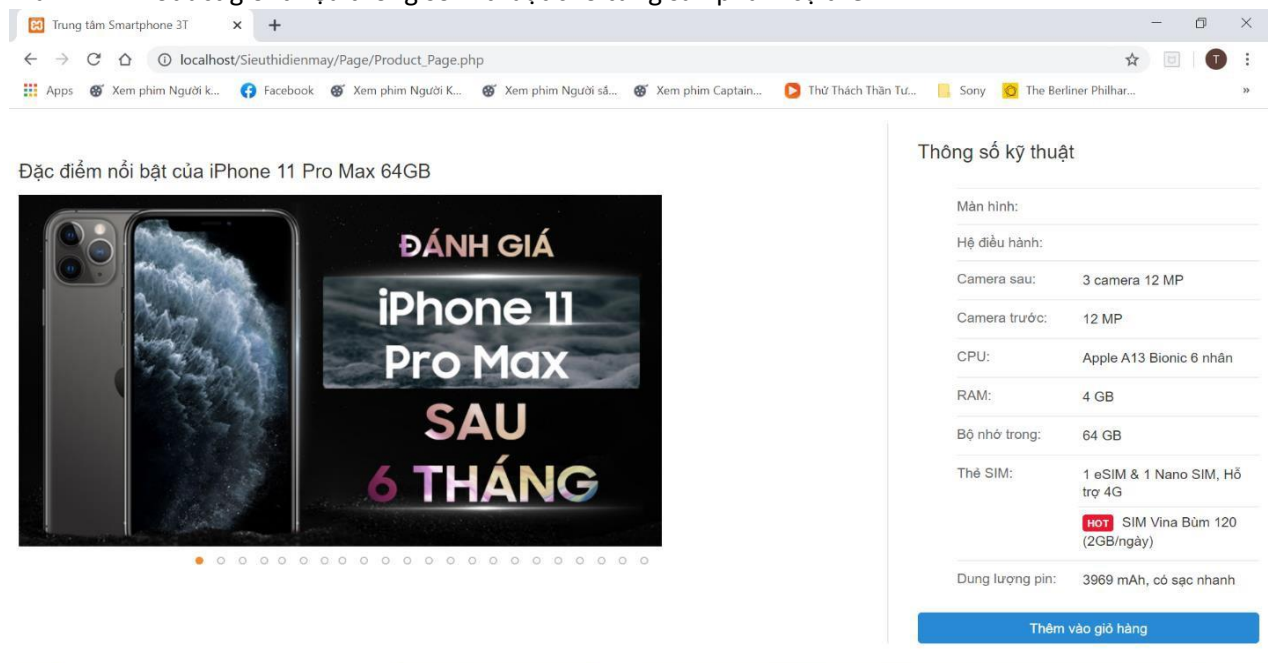 Trung tâm Smartphone 3T
localhost/Sieuthidienmay/Page/Product_Page.php
T
Apps Xem phim Người k... Facebook Xem phim Người K... Xem phim Người sắ... Xem phim Captain... Thử Thách Thần Tư... Sony The Berliner Philhar... »
Đặc điểm nổi bật của iPhone 11 Pro Max 64GB
ĐÁNH GIÁ
iPhone 11
Pro Max
SAU
6 THÁNG
Thông số kỹ thuật
Màn hình:
Hệ điều hành:
Camera sau: 3 camera 12 MP
Camera trước: 12 MP
CPU: Apple A13 Bionic 6 nhân
RAM: 4 GB
Bộ nhớ trong: 64 GB
Thẻ SIM: 1 eSIM & 1 Nano SIM, Hỗ
trợ 4G
HOT SIM Vina Bùm 120
(2GB/ngày)
Dung lượng pin: 3969 mAh, có sạc nhanh
Thêm vào giỏ hàng